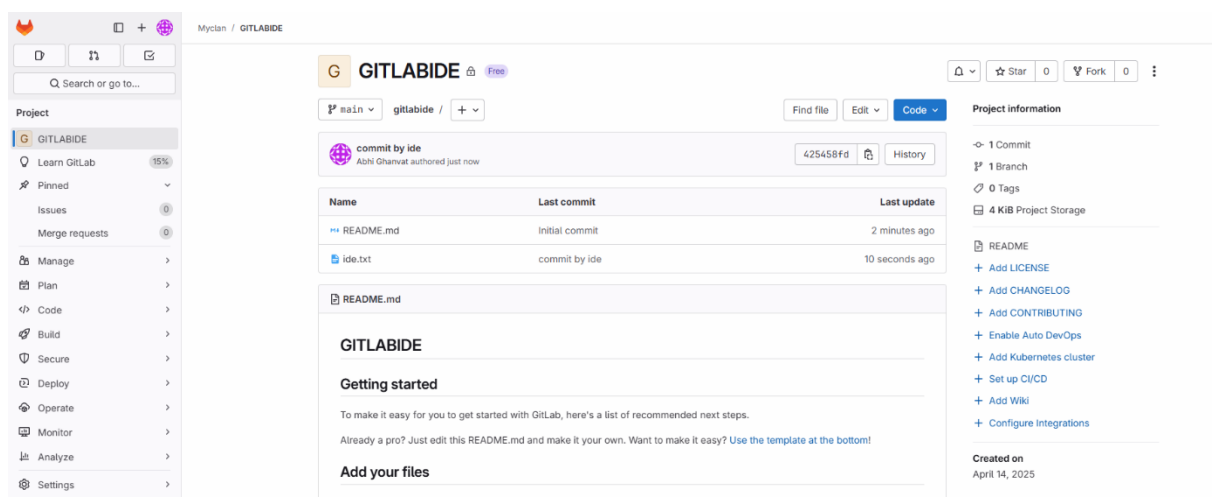 Myclan / GITLABIDE
Search or go to...
Project
G GITLABIDE
Learn GitLab 15%
Pinned
Issues 0
Merge requests 0
Manage
Plan
Code
Build
Secure
Deploy
Operate
Monitor
Analyze
Settings
G GITLABIDE Free
Star 0 Fork 0
main gitlabide / +
Find file Edit Code
commit by ide
Abhi Ghanvat authored just now
425458fd History
Name Last commit Last update
README.md Initial commit 2 minutes ago
ide.txt commit by ide 10 seconds ago
README.md
GITLABIDE
Getting started
To make it easy for you to get started with GitLab, here's a list of recommended next steps.
Already a pro? Just edit this README.md and make it your own. Want to make it easy? Use the template at the bottom!
Add your files
Project information
1 Commit
1 Branch
0 Tags
4 KiB Project Storage
README
+ Add LICENSE
+ Add CHANGELOG
+ Add CONTRIBUTING
+ Enable Auto DevOps
+ Add Kubernetes cluster
+ Set up CI/CD
+ Add Wiki
+ Configure Integrations
Created on
April 14, 2025